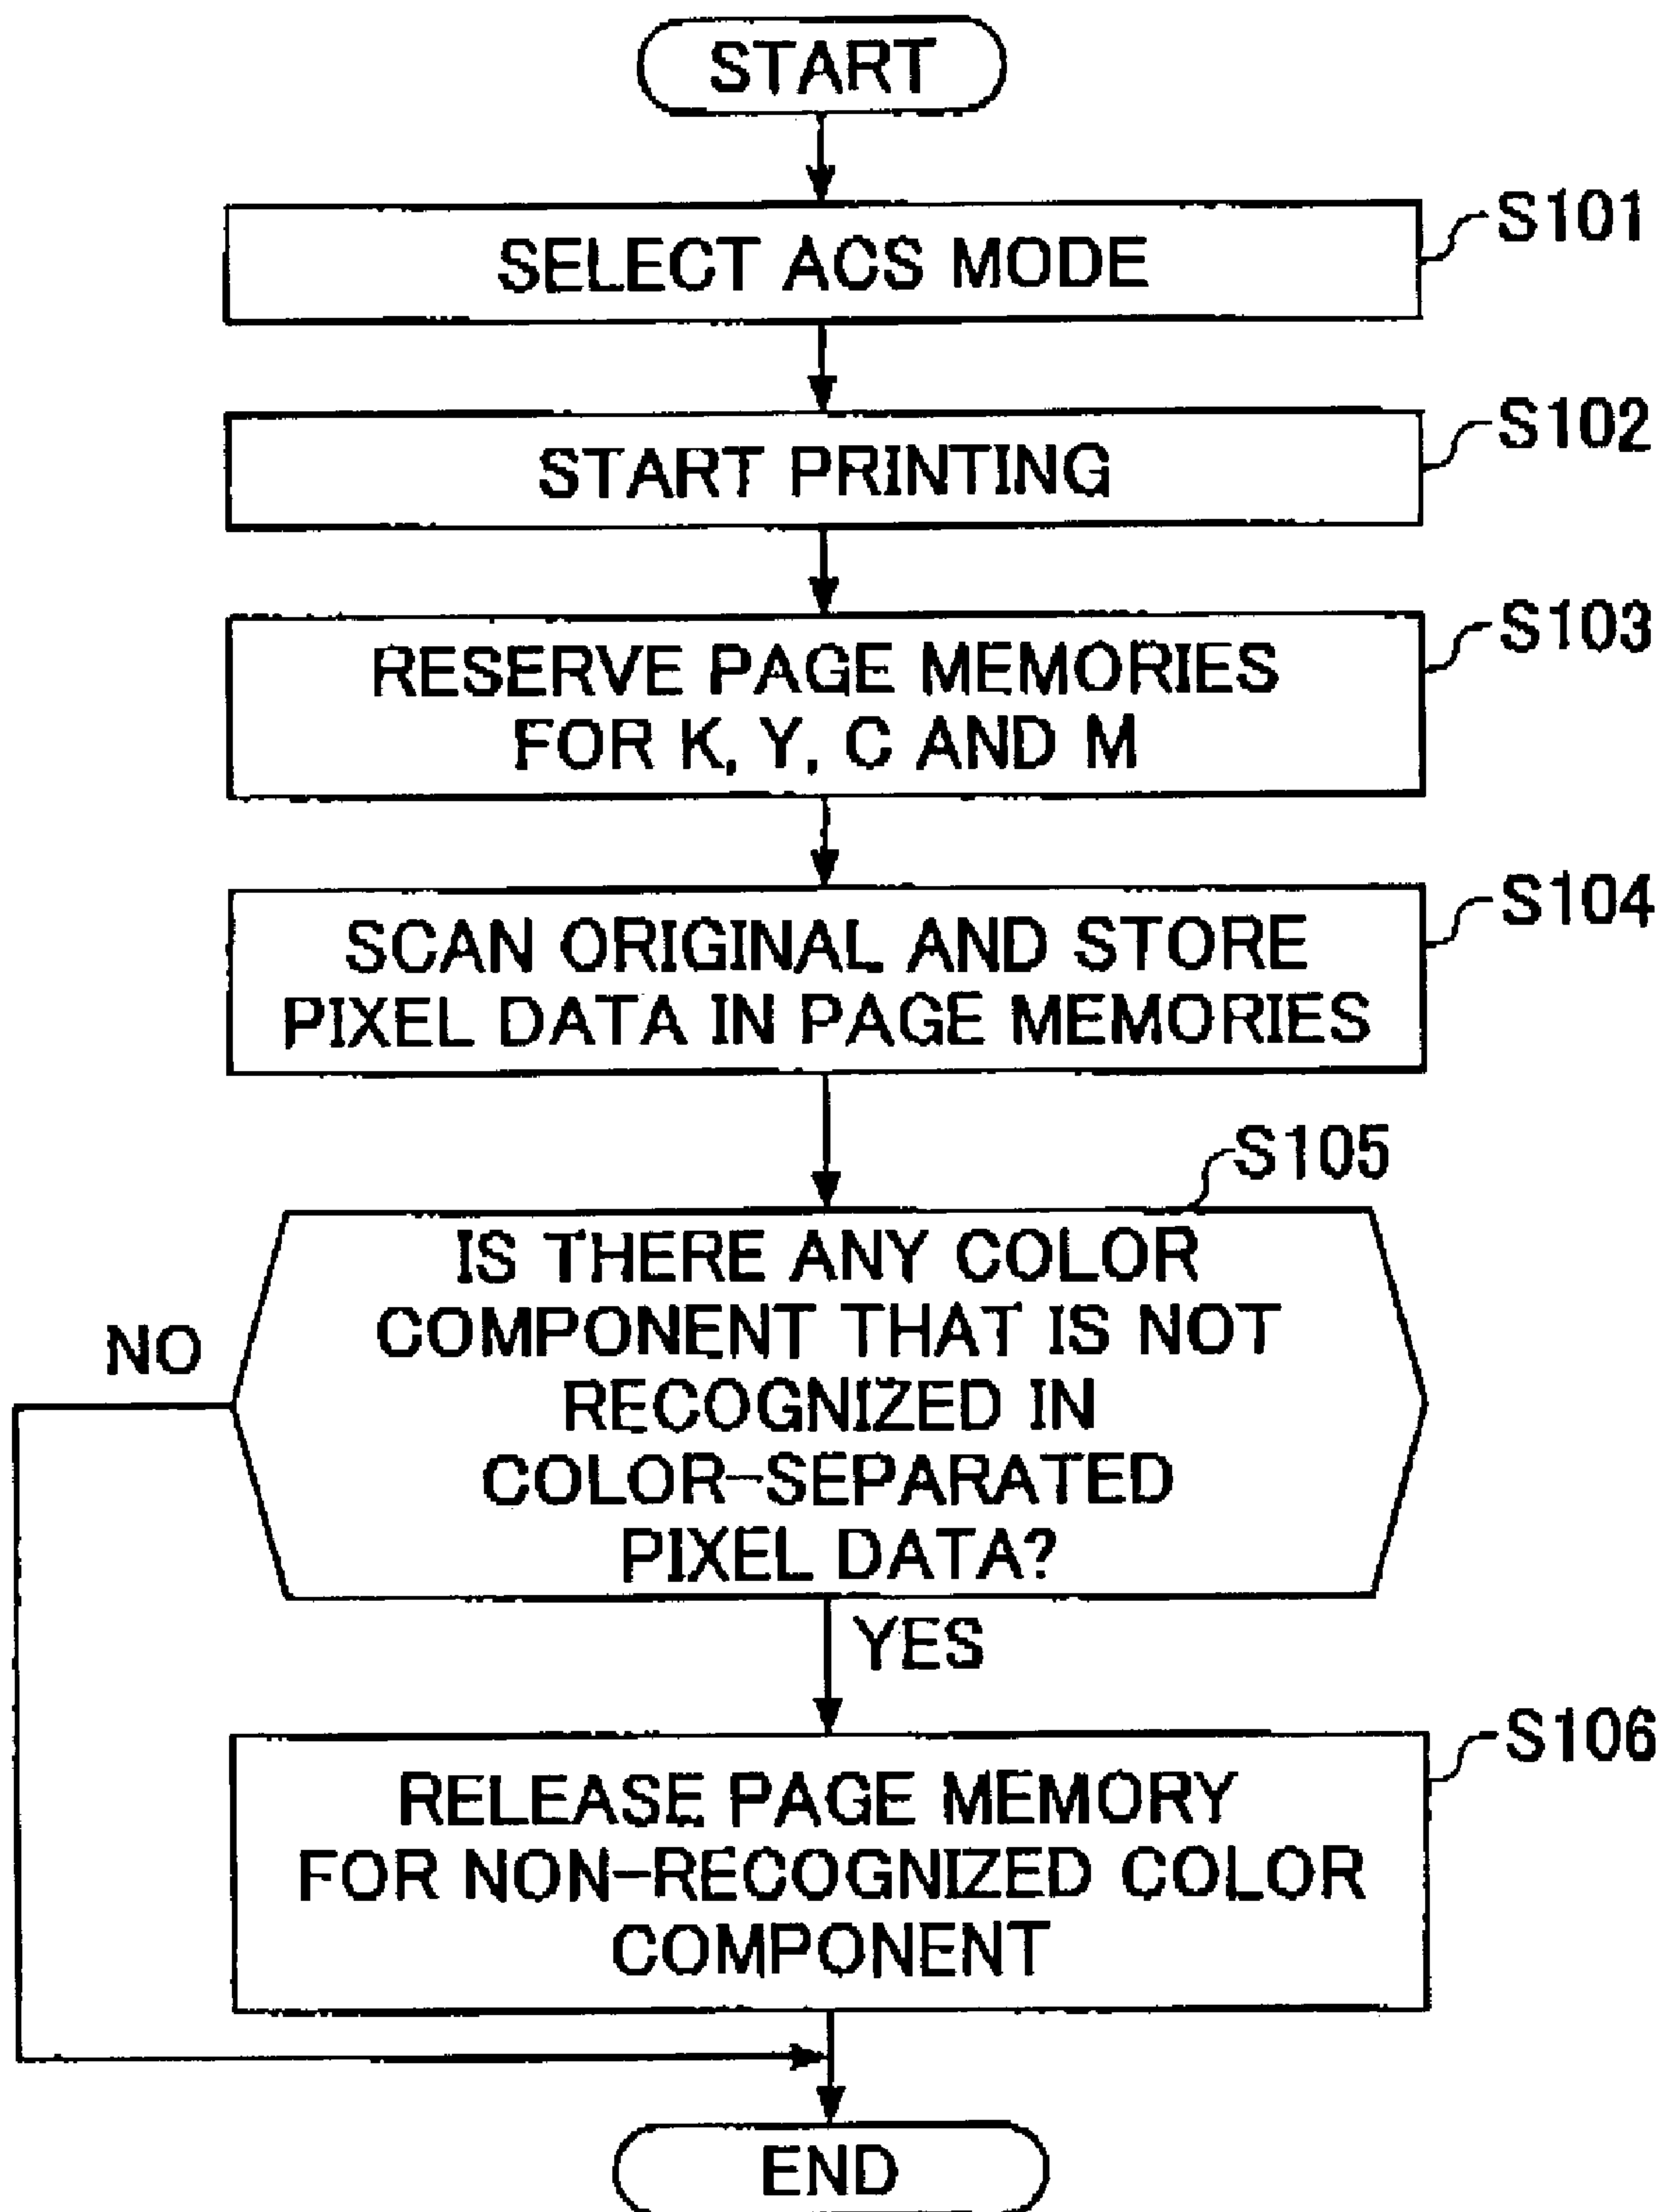 START
SELECT ACS MODE
S101
START PRINTING
S102
RESERVE PAGE MEMORIES
FOR K, Y, C AND M
S103
SCAN ORIGINAL AND STORE
PIXEL DATA IN PAGE MEMORIES
S104
S105
IS THERE ANY COLOR
COMPONENT THAT IS NOT
RECOGNIZED IN
COLOR-SEPARATED
PIXEL DATA?
NO
YES
RELEASE PAGE MEMORY
FOR NON-RECOGNIZED COLOR
COMPONENT
S106
END